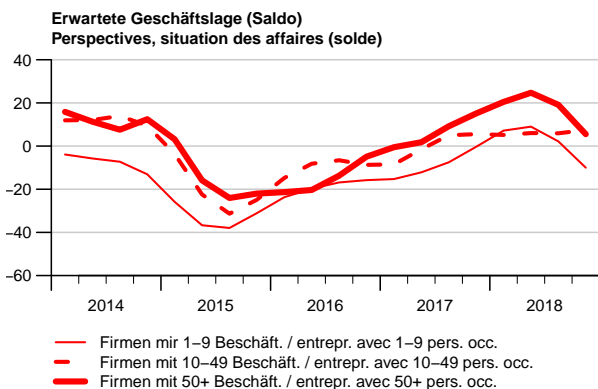 Erwartete Geschäftslage (Saldo)
Perspectives, situation des affaires (solde)
40
20
0
−20
−40
−60
2014 2015 2016 2017 2018
Firmen mir 1−9 Beschäft. / entrepr. avec 1−9 pers. occ.
Firmen mit 10−49 Beschäft. / entrepr. avec 10−49 pers. occ.
Firmen mit 50+ Beschäft. / entrepr. avec 50+ pers. occ.